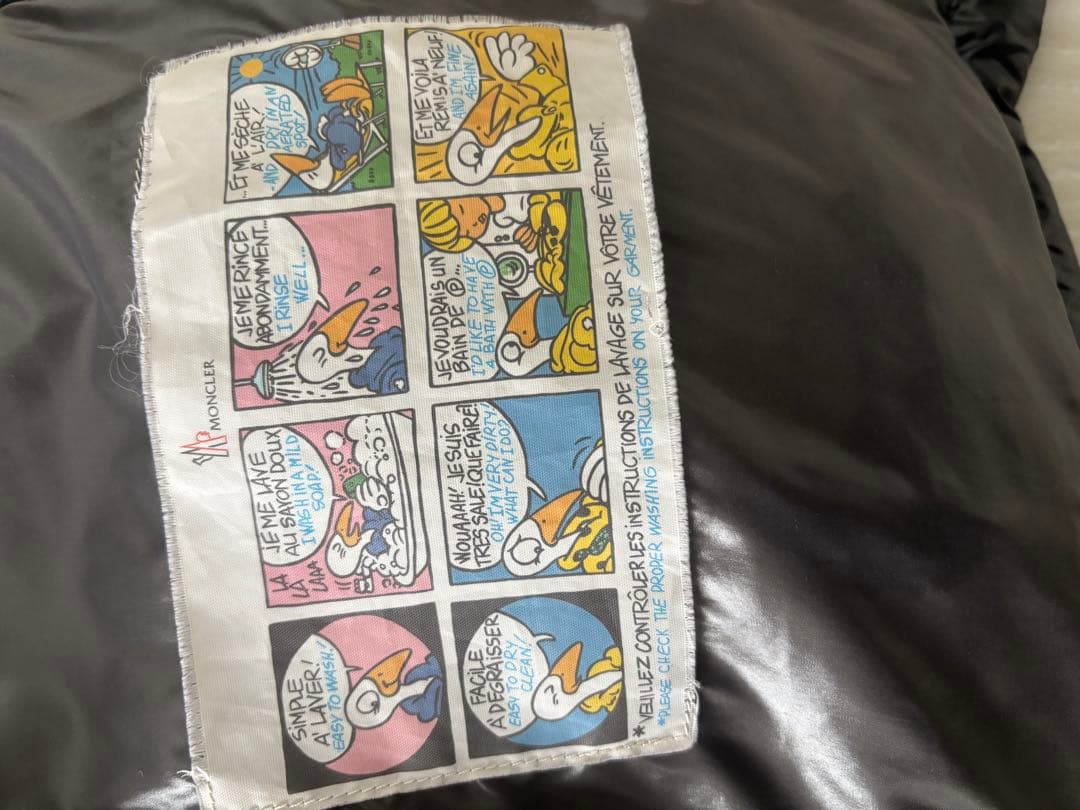 MONCLER
SIMPLE
A' LAVER!
EASY TO WASH!
JE ME LAVE
AU SAVON DOUX
I WASH IN A MILD
SOAP!
LA
LA
LAAA
JE ME RINCE
ABONDAMMENT...
I RINSE
WELL...
...ET ME SÈCHE
A L'AIR!
-AND DRY IN AN
AERATED
SPOT!
FACILE
A DEGRAISSER
EASY TO DRY
CLEAN!
WOUAAAH! JE SUIS
TRES SALE! QUE FAIRE?
OH! I'M VERY DIRTY!
WHAT CAN I DO?
JE VOUDRAIS UN
BAIN DE Ⓟ...
I'D LIKE TO HAVE
A BATH WITH Ⓟ
ET ME VOILA
REMIS A' NEUF!
AND I'M FINE
AGAIN!
* VEUILLEZ CONTRÔLER LES INSTRUCTIONS DE LAVAGE SUR VOTRE VÊTEMENT.
*PLEASE CHECK THE PROPER WASHING INSTRUCTIONS ON YOUR GARMENT.